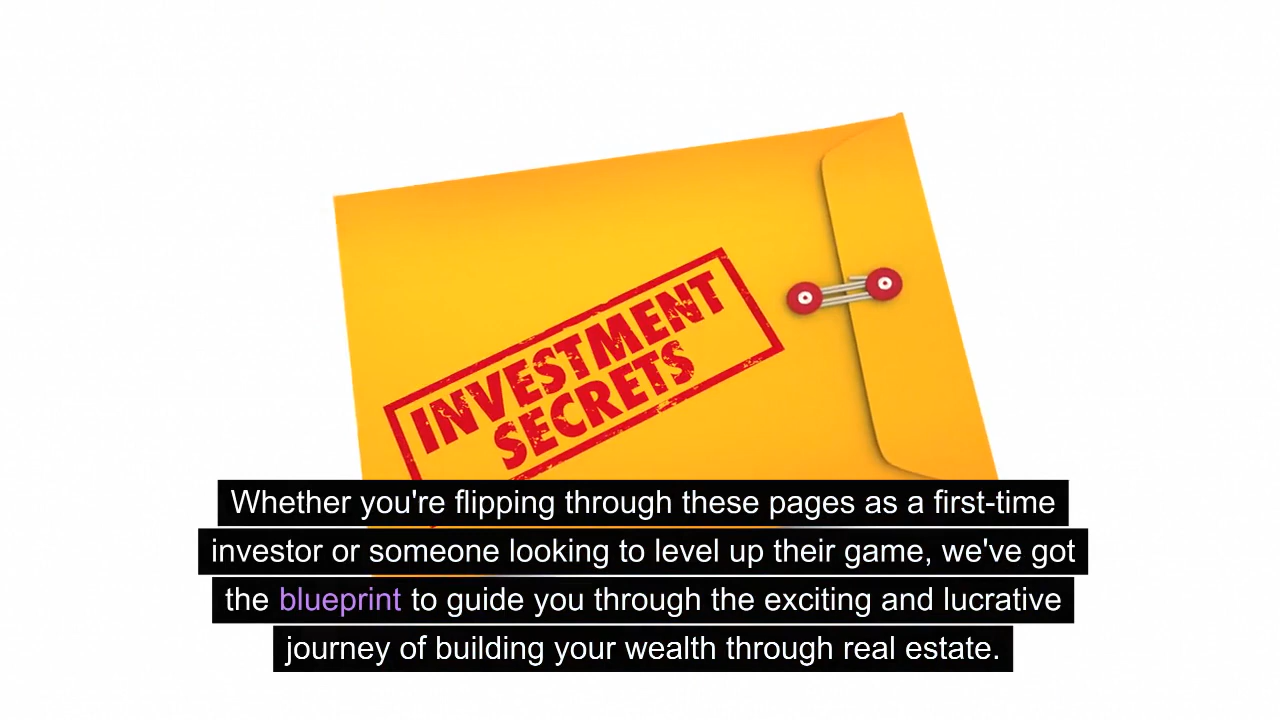 INVESTMENT
SECRETS
Whether you're flipping through these pages as a first-time
investor or someone looking to level up their game, we've got
the blueprint to guide you through the exciting and lucrative
journey of building your wealth through real estate.